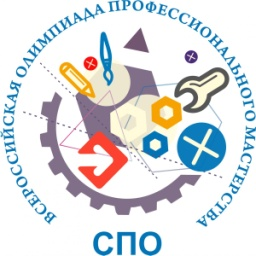 ВСЕРОССИЙСКАЯ ОЛИМПИАДА ПРОФЕССИОНАЛЬНОГО МАСТЕРСТВА
СПО